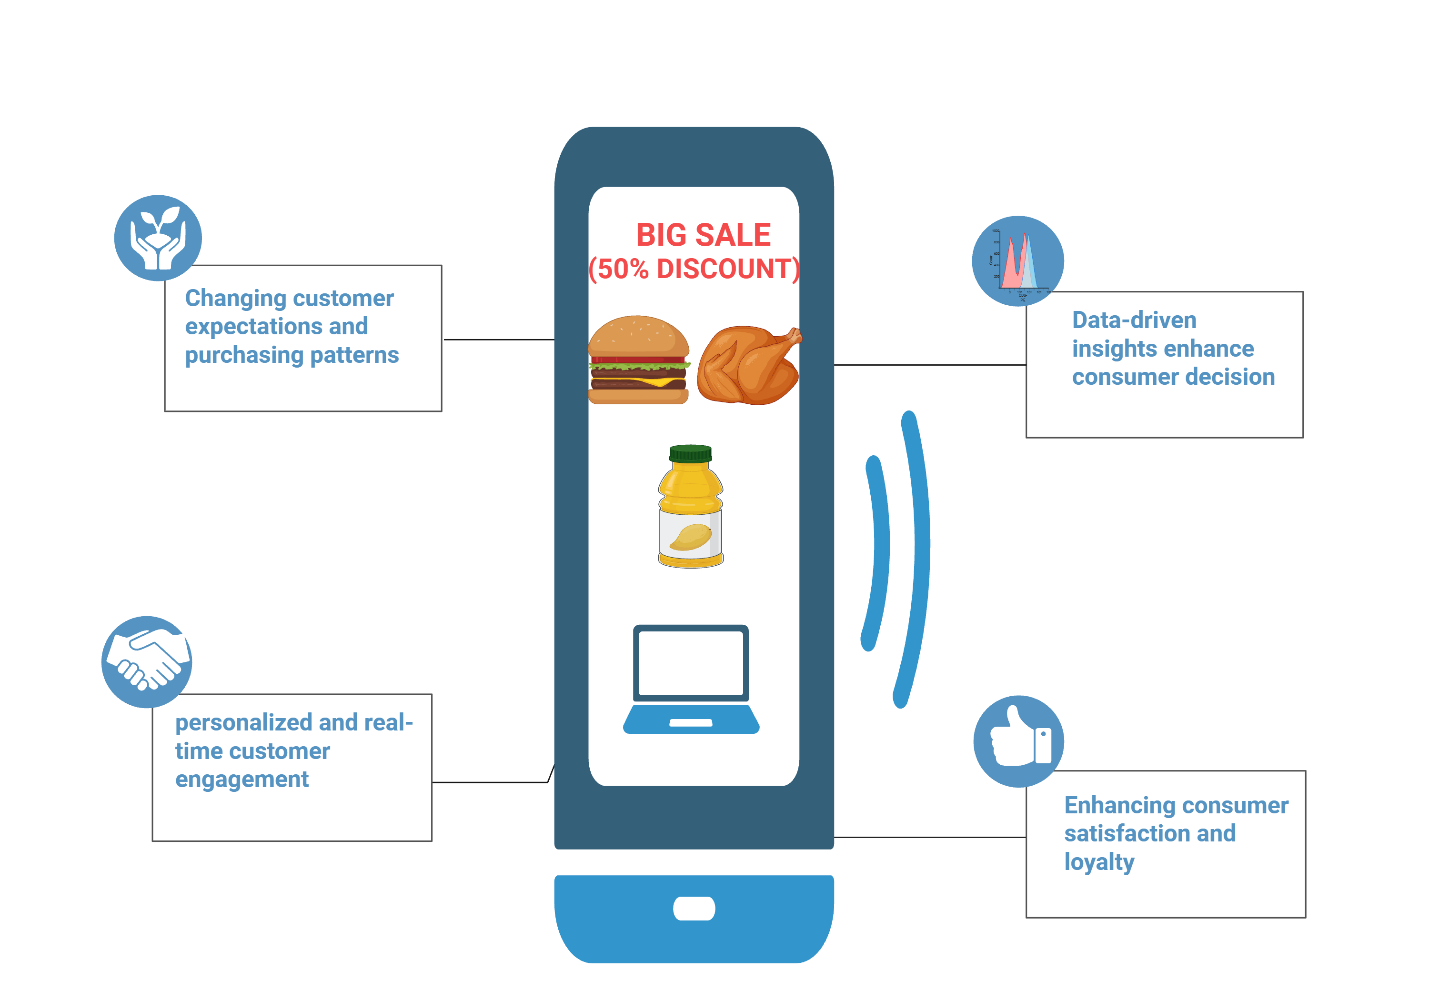 BIG SALE
(50% DISCOUNT)
Changing customer
expectations and
purchasing patterns
Data-driven
insights enhance
consumer decision
personalized and real-
time customer
engagement
Enhancing consumer
satisfaction and
loyalty